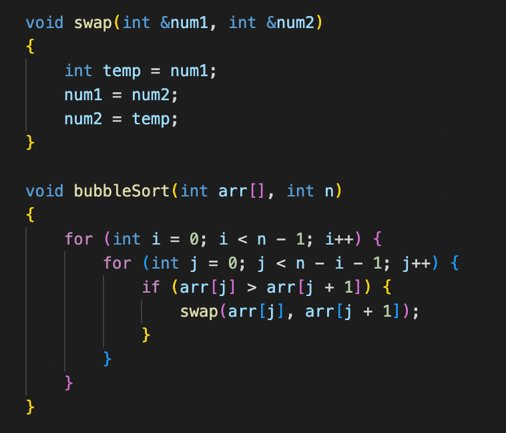 void swap(int &num1, int &num2)
{
    int temp = num1;
    num1 = num2;
    num2 = temp;
}

void bubbleSort(int arr[], int n)
{
    for (int i = 0; i < n - 1; i++) {
        for (int j = 0; j < n - i - 1; j++) {
            if (arr[j] > arr[j + 1]) {
                swap(arr[j], arr[j + 1]);
            }
        }
    }
}